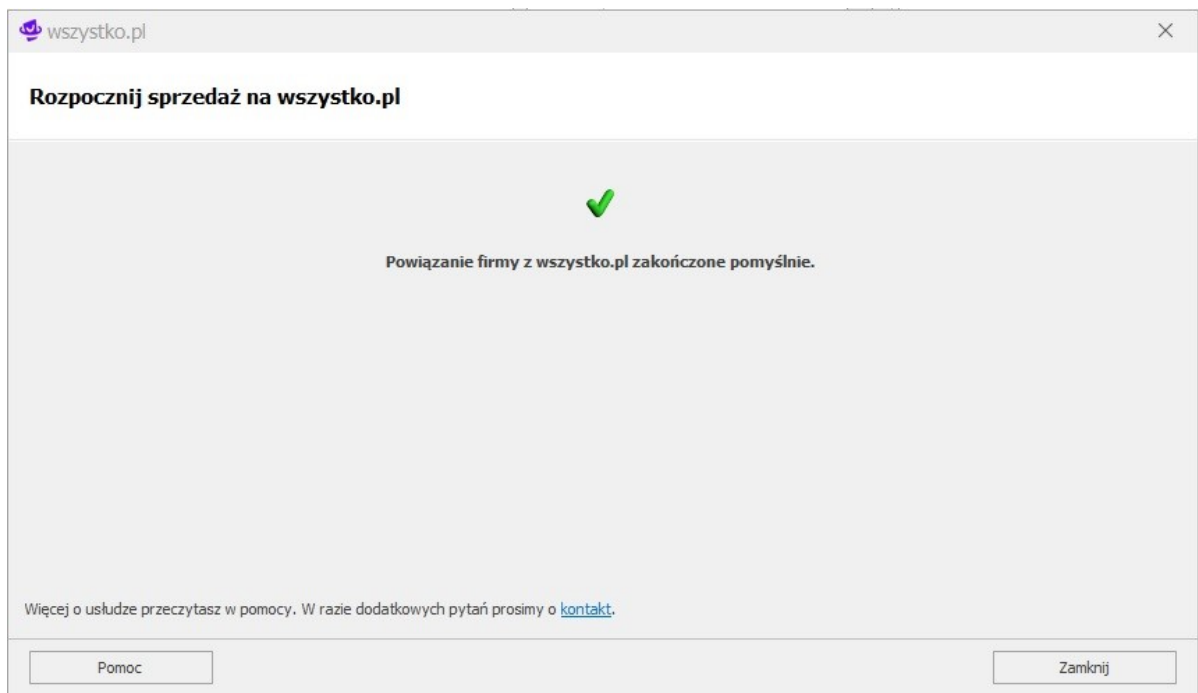 wszystko.pl
Rozpocznij sprzedaż na wszystko.pl
Powiązanie firmy z wszystko.pl zakończone pomyślnie.
Więcej o usłudze przeczytasz w pomocy. W razie dodatkowych pytań prosimy o kontakt.
Pomoc
Zamknij